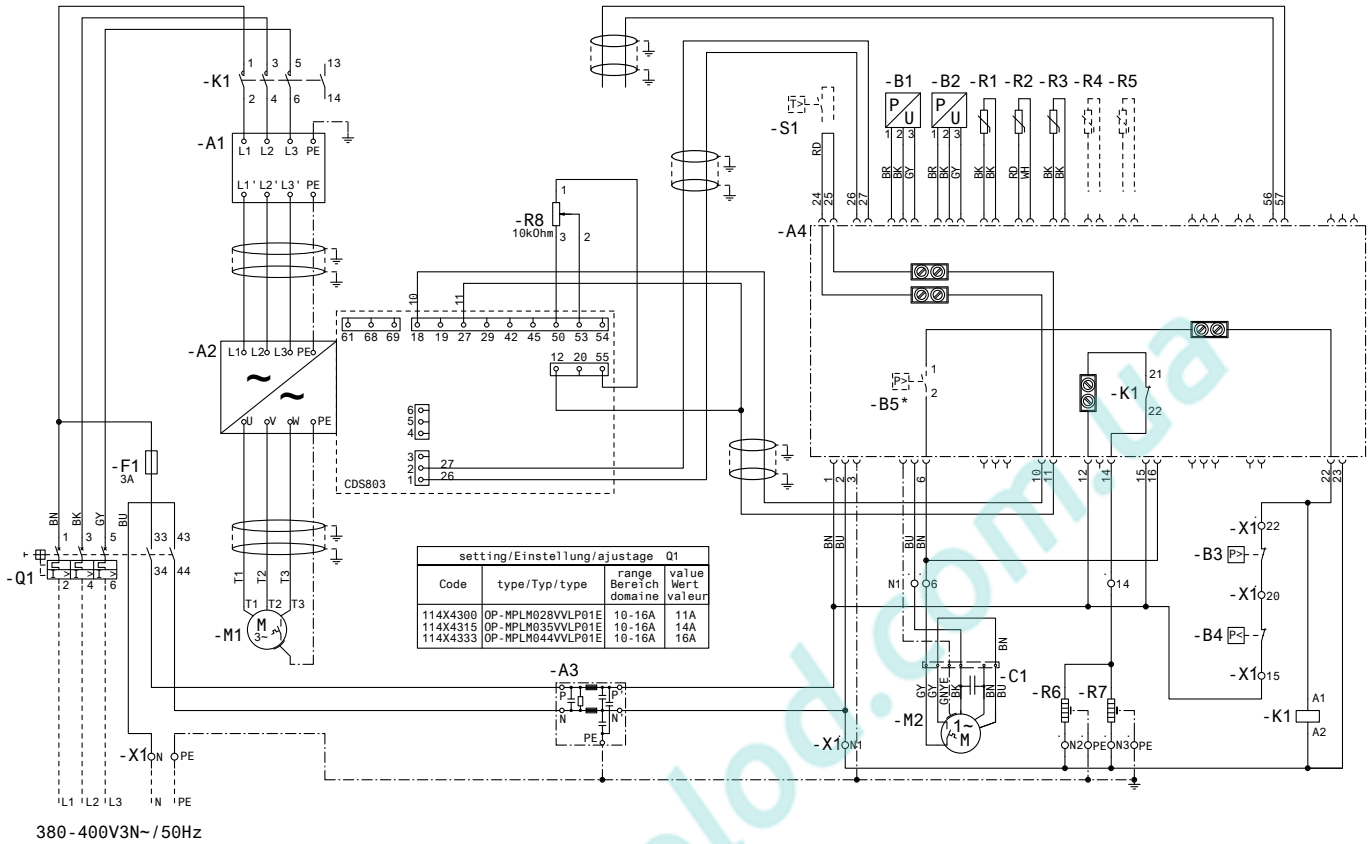 1 3 5 13
-K1
2 4 6 14
-A1
L1 L2 L3 PE
L1' L2' L3' PE
-A2
L1 L2 L3 PE
U V W PE
T1 T2 T3
T1 T2 T3
-M1
M
3~
-F1
3A
BN BK GY BU
1 3 5 33 43
-Q1
2 4 6 34 44
-X1 N PE
L1 L2 L3 N PE
380-400V3N~/50Hz
-R8
10kOhm
1
3 2
10 11
61 68 69 18 19 27 29 42 45 50 53 54
12 20 55
6
5
4
3
2 27
1 26
CDS803
setting/Einstellung/ajustage Q1
Code type/Typ/type range Bereich domaine value Wert valeur
114X4300 OP-MPLM028VVLP01E 10-16A 11A
114X4315 OP-MPLM035VVLP01E 10-16A 14A
114X4333 OP-MPLM044VVLP01E 10-16A 16A
-A3
P P
N N
PE
-S1
T>
RD
-B1 -B2 -R1 -R2 -R3 -R4 -R5
P U P U
1 2 3 1 2 3
BR BK GY BR BK GY BK BK RD WH BK BK
24 25 26 27 56 57
-A4
P>
1
2
-B5*
-K1
21
22
1 2 3 6 10 11 12 14 15 16 22 23
BN BU BU BN
N1 6 14
BN
-C1
GY GY GNYE BK BN BU
-M2
1~
M
-X1 N1
-R6 -R7
N2 PE N3 PE
-X1 22
-B3 P>
-X1 20
-B4 P<
-X1 15
-K1
A1
A2
lod.com.ua